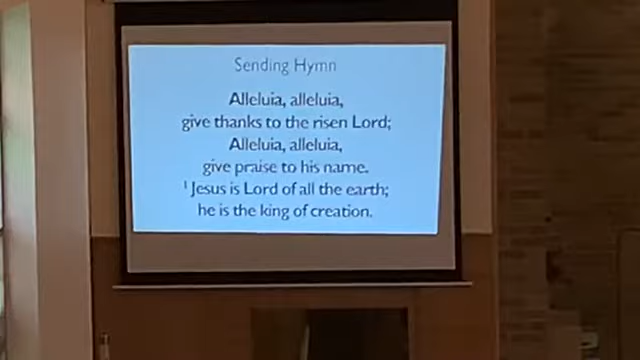 Sending Hymn
Alleluia, alleluia,
give thanks to the risen Lord;
Alleluia, alleluia,
give praise to his name.
¹ Jesus is Lord of all the earth;
he is the king of creation.